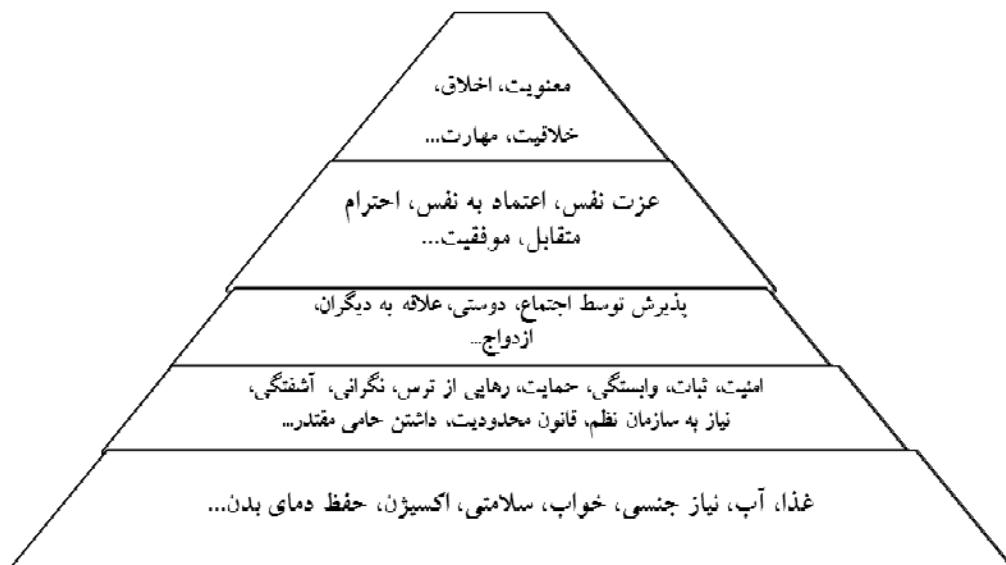 معنویت، اخلاق،
خلاقیت، مهارت...
عزت نفس، اعتماد به نفس، احترام
متقابل، موفقیت...
پذیرش توسط اجتماع، دوستی، علاقه به دیگران،
ازدواج...
امنیت، ثبات، وابستگی، حمایت، رهایی از ترس، نگرانی، آشفتگی،
نیاز به سازمان نظم، قانون محدودیت، داشتن حامی مقتدر...
غذا، آب، نیاز جنسی، خواب، سلامتی، اکسیژن، حفظ دمای بدن...